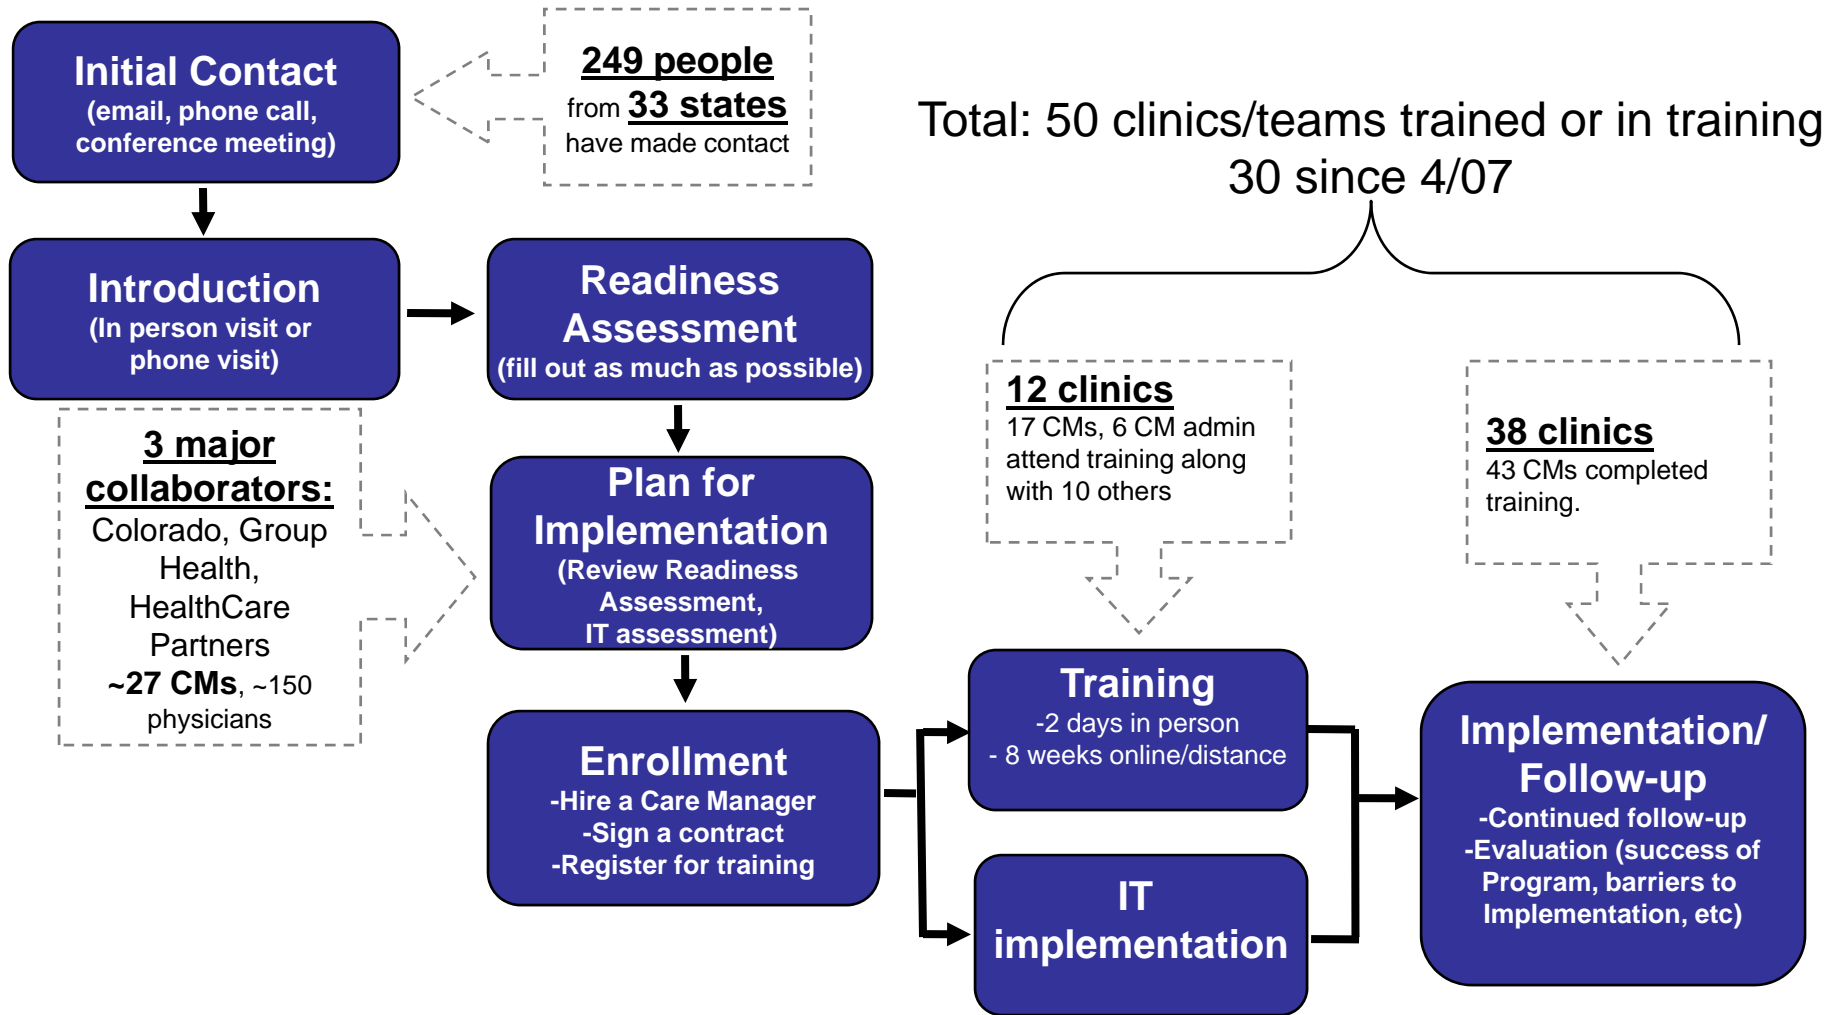 Initial Contact
(email, phone call,
conference meeting)
249 people
from 33 states
have made contact
Total: 50 clinics/teams trained or in training
30 since 4/07
Introduction
(In person visit or
phone visit)
Readiness
Assessment
(fill out as much as possible)
3 major
collaborators:
Colorado, Group
Health,
HealthCare
Partners
~27 CMs, ~150
physicians
Plan for
Implementation
(Review Readiness
Assessment,
IT assessment)
12 clinics
17 CMs, 6 CM admin
attend training along
with 10 others
38 clinics
43 CMs completed
training.
Enrollment
-Hire a Care Manager
-Sign a contract
-Register for training
Training
-2 days in person
- 8 weeks online/distance
IT
implementation
Implementation/
Follow-up
-Continued follow-up
-Evaluation (success of
Program, barriers to
Implementation, etc)